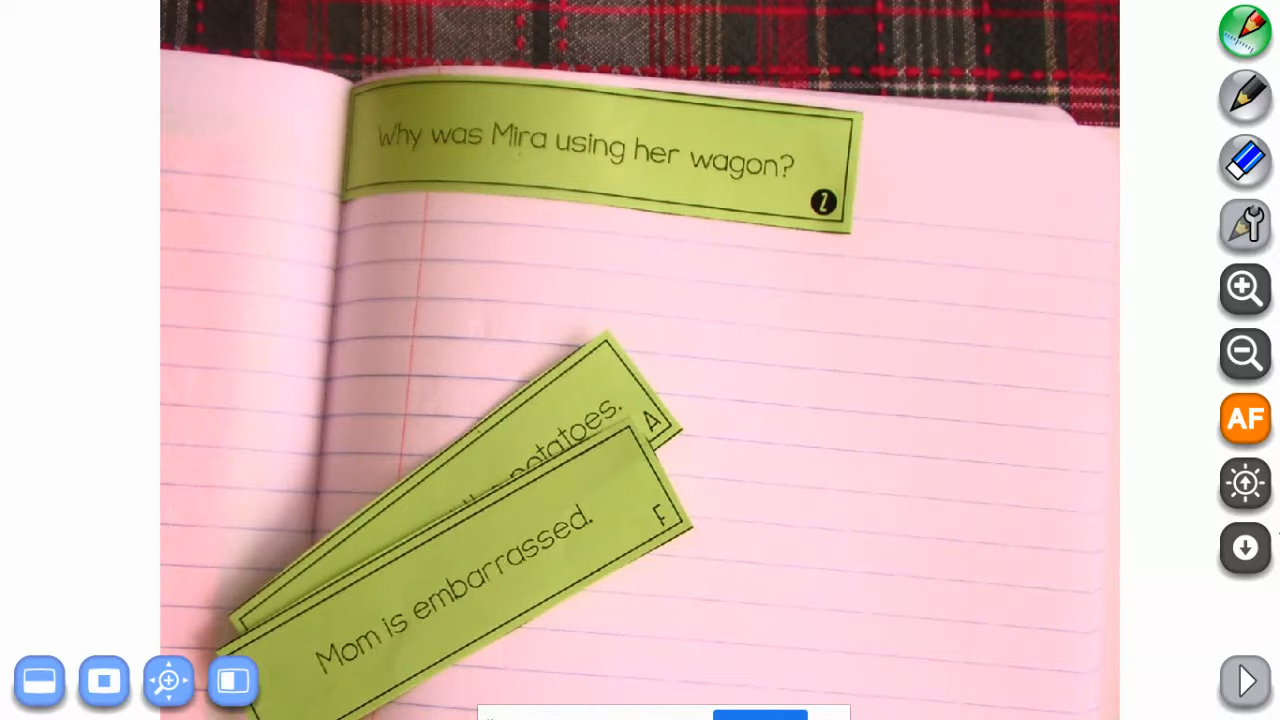 Why was Mira using her wagon?
2
potatoes.
A
Mom is embarrassed.
F
AF